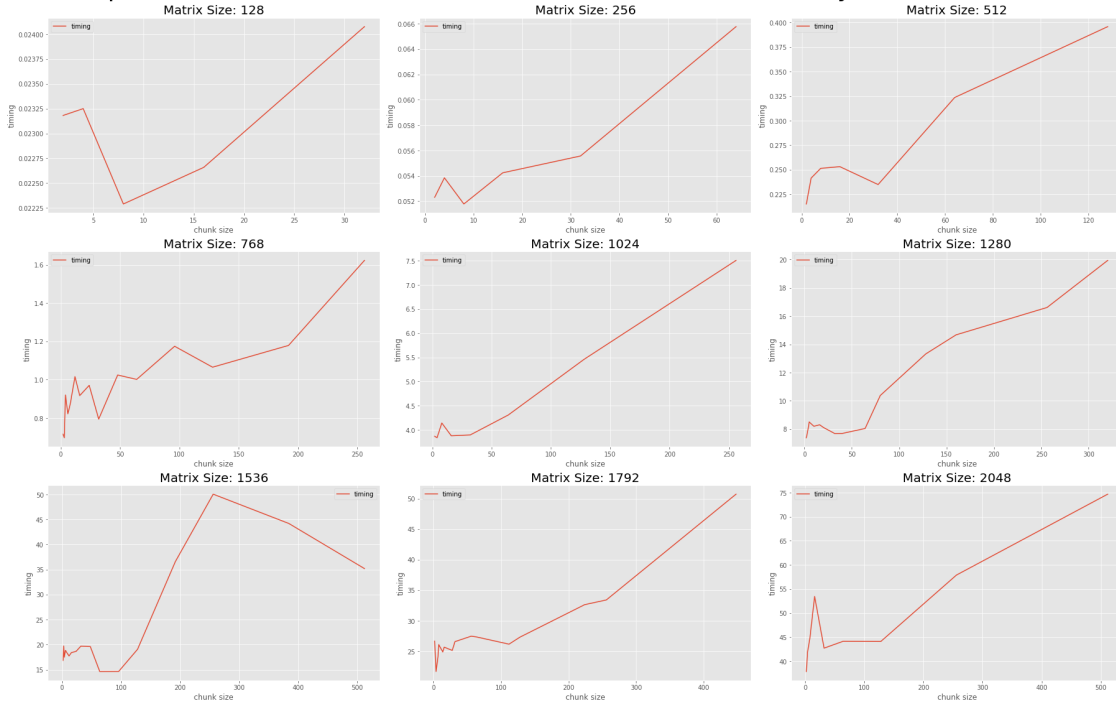 Matrix Size: 128
timing
0.02400
0.02375
0.02350
0.02325
0.02300
0.02275
0.02250
0.02225
timing
5 10 15 20 25 30
chunk size
Matrix Size: 256
timing
0.066
0.064
0.062
0.060
0.058
0.056
0.054
0.052
timing
0 10 20 30 40 50 60
chunk size
Matrix Size: 512
timing
0.400
0.375
0.350
0.325
0.300
0.275
0.250
0.225
timing
0 20 40 60 80 100 120
chunk size
Matrix Size: 768
timing
1.6
1.4
1.2
1.0
0.8
timing
0 50 100 150 200 250
chunk size
Matrix Size: 1024
timing
7.5
7.0
6.5
6.0
5.5
5.0
4.5
4.0
timing
0 50 100 150 200 250
chunk size
Matrix Size: 1280
timing
20
18
16
14
12
10
8
timing
0 50 100 150 200 250 300
chunk size
Matrix Size: 1536
timing
50
45
40
35
30
25
20
15
timing
0 100 200 300 400 500
chunk size
Matrix Size: 1792
timing
50
45
40
35
30
25
timing
0 100 200 300 400
chunk size
Matrix Size: 2048
timing
75
70
65
60
55
50
45
40
timing
0 100 200 300 400 500
chunk size